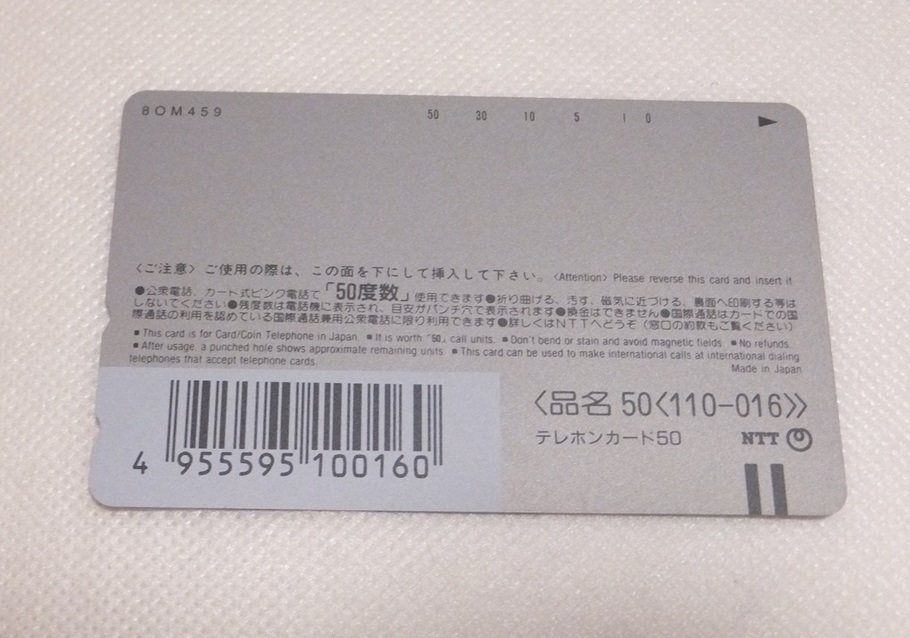 8OM459
50 30 10 5 1 0
〈ご注意〉ご使用の際は、この面を下にして挿入して下さい。〈Attention〉Please reverse this card and insert it.
●公衆電話、カード式ピンク電話で「50度数」使用できます●折り曲げる、汚す、磁気に近づける、裏面へ印刷する等は
しないでください●残度数は電話機に表示され、目安がパンチ穴で表示されます●換金はできません●国際通話はカードでの国
際通話の利用を認めている国際通話兼用公衆電話に限り利用できます●詳しくはNTTへどうぞ(窓口の約款もご覧ください)
■This card is for Card/Coin Telephone in Japan. ■It is worth「50」call units. ■Don't bend or stain and avoid magnetic fields. ■No refunds.
■After usage, a punched hole shows approximate remaining units. ■This card can be used to make international calls at international dialing
telephones that accept telephone cards.
Made in Japan
〈品名 50〈110-016〉〉
テレホンカード50 NTT
4 955595 100160